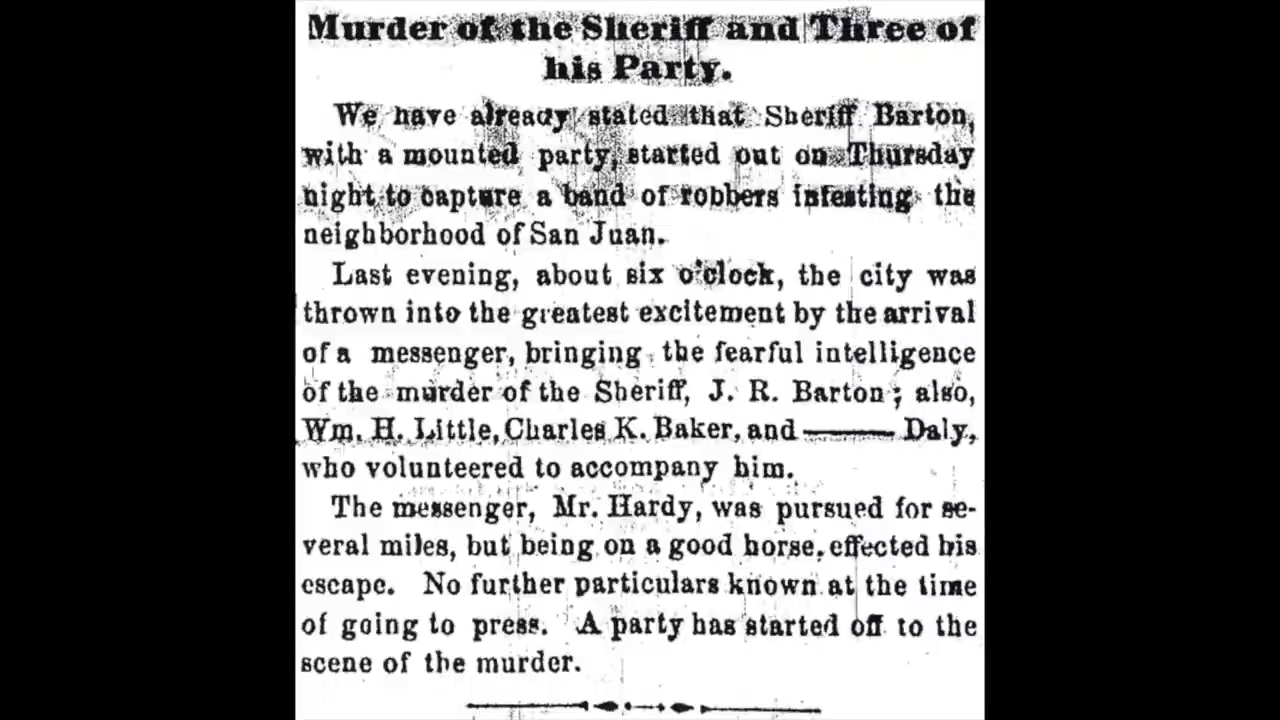 Murder of the Sheriff and Three of
his Party.
We have already stated that Sheriff Barton,
with a mounted party, started out on Thursday
night to capture a band of robbers infesting the
neighborhood of San Juan.
Last evening, about six o'clock, the city was
thrown into the greatest excitement by the arrival
of a messenger, bringing the fearful intelligence
of the murder of the Sheriff, J. R. Barton; also,
Wm. H. Little, Charles K. Baker, and ——— Daly,
who volunteered to accompany him.
The messenger, Mr. Hardy, was pursued for se-
veral miles, but being on a good horse, effected his
escape. No further particulars known at the time
of going to press. A party has started off to the
scene of the murder.